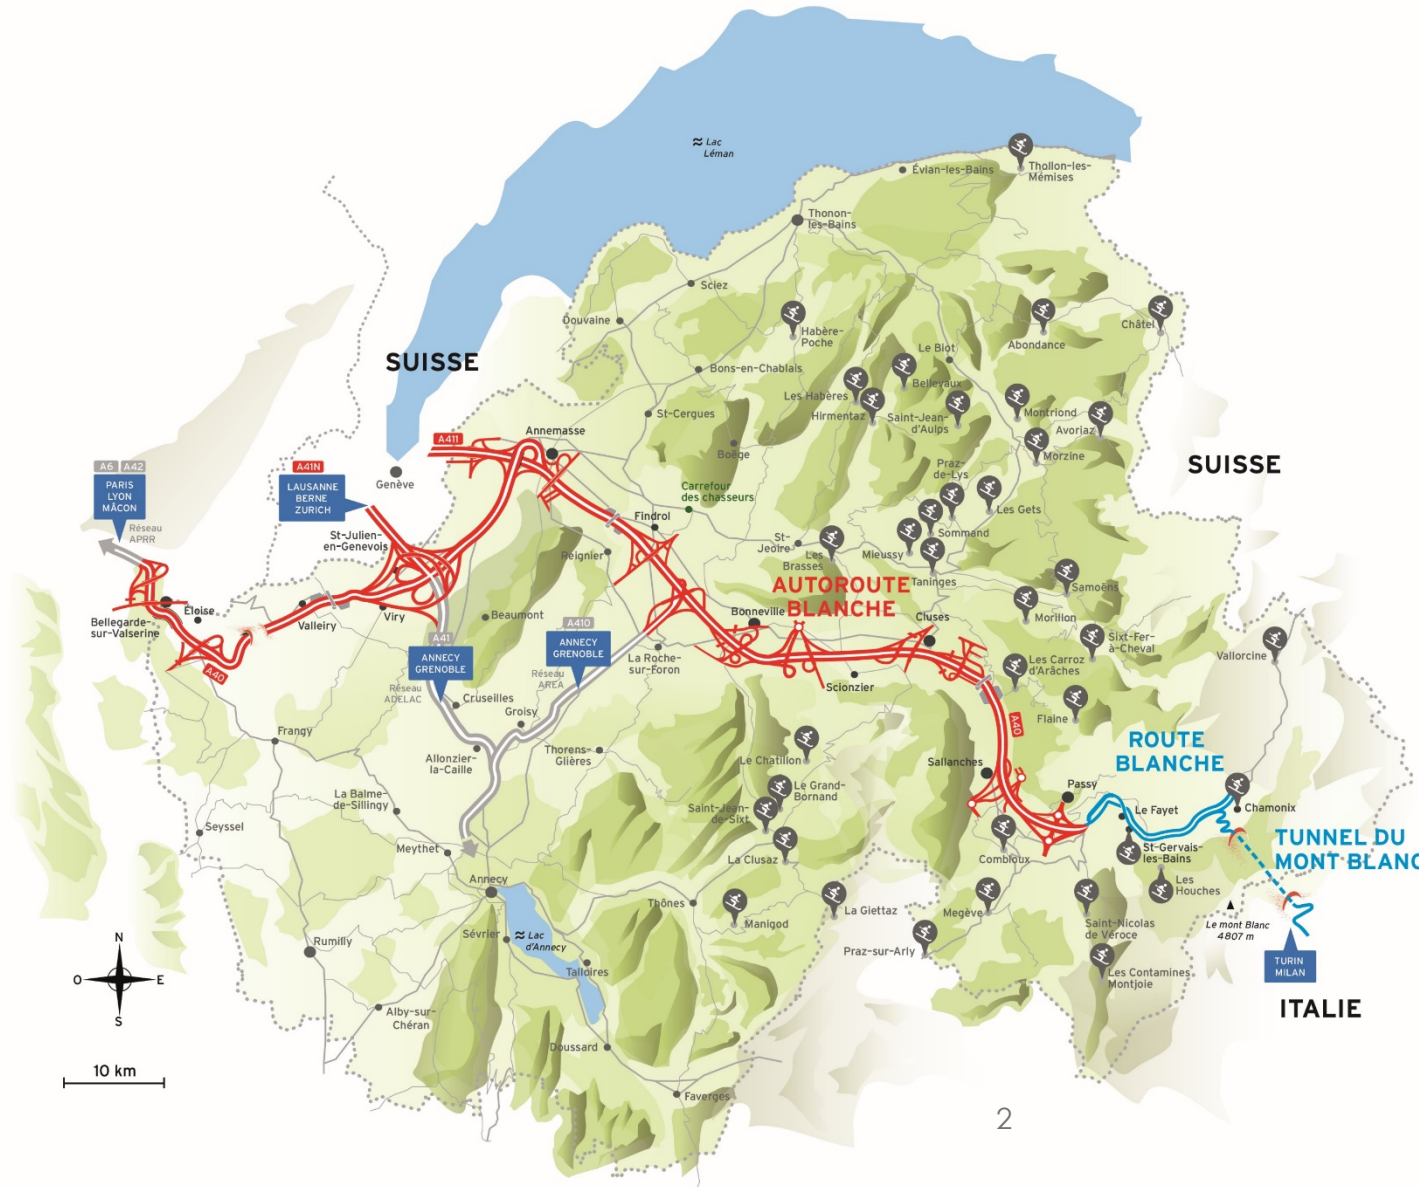 Lac
Léman
Thollon-les-
Mémises
Évian-les-Bains
Thonon-
les-Bains
Sciez
Douvaine
Habère-
Poche
Châtel
Abondance
SUISSE
Le Biot
Bons-en-Chablais
Bellevaux
Les Habères
Hirmentaz
Saint-Jean
d'Aulps
Montriond
Avoriaz
St-Cergues
A411
Annemasse
Boëge
Morzine
SUISSE
A6
A42
PARIS
LYON
MÂCON
A41N
LAUSANNE
BERNE
ZURICH
Genève
Carrefour
des chasseurs
Praz-
de-Lys
Les Gets
Réseau
APRR
St-Julien
en-Genevois
Findrol
Sommand
Reignier
St-
Jeoire
Les
Brasses
Mieussy
Taninges
AUTOROUTE
BLANCHE
Samoëns
Morillon
Éloise
Bellegarde-
sur-Valserine
Valleiry
Viry
Beaumont
Bonneville
Cluses
Sixt-Fer-
à-Cheval
Vallorcine
A41
ANNECY
GRENOBLE
A410
ANNECY
GRENOBLE
La Roche-
sur-Foron
Les Carroz
d'Arâches
A40
Réseau
ADELAC
Réseau
AREA
Scionzier
Cruseilles
Groisy
Flaine
A40
Frangy
Allonzier-
la-Caille
Thorens-
Glières
Le Chatillon
ROUTE
BLANCHE
Sallanches
Passy
La Balme-
de-Sillingy
Le Grand-
Bornand
Saint-Jean
de-Sixt
Le Fayet
Chamonix
Seyssel
TUNNEL DU
MONT BLANC
Meythet
La Clusaz
Combloux
St-Gervais-
les-Bains
Les
Houches
Annecy
Thônes
Manigod
La Giettaz
Megève
Saint-Nicolas
de Véroce
Le mont Blanc
4807 m
Sévrier
Lac
d'Annecy
Rumilly
Praz-sur-Arly
Talloires
Les Contamines
Montjoie
TURIN
MILAN
N
O
E
S
Alby-sur-
Chéran
ITALIE
Doussard
10 km
Faverges
2